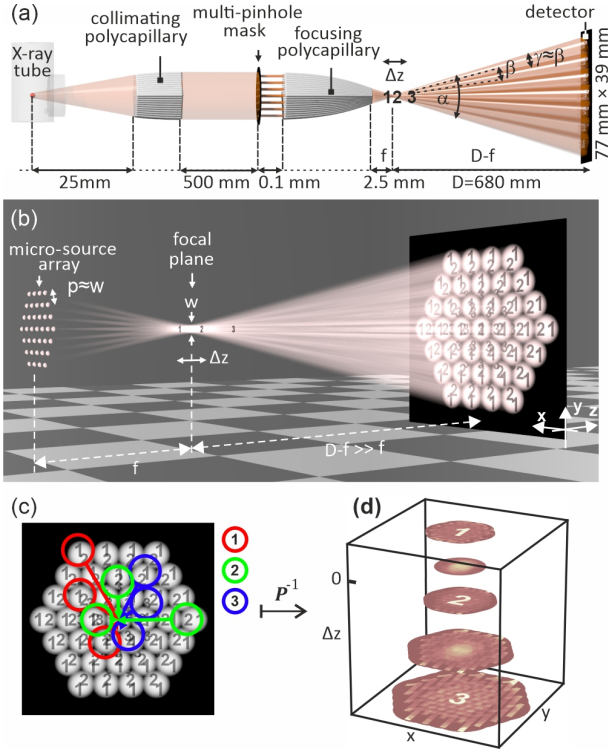 (a)
collimating
polycapillary
multi-pinhole
mask
focusing
polycapillary
detector
X-ray
tube
Δz
1 2 3
α
β
γ≈β
77 mm × 39 mm
f
D-f
25mm
500 mm
0.1 mm
2.5 mm
D=680 mm
(b)
micro-source
array
p≈w
focal
plane
w
1 2 3
Δz
f
D-f >> f
y
x
z
(c)
1
2
3
P⁻¹
(d)
1
0
2
Δz
3
x
y